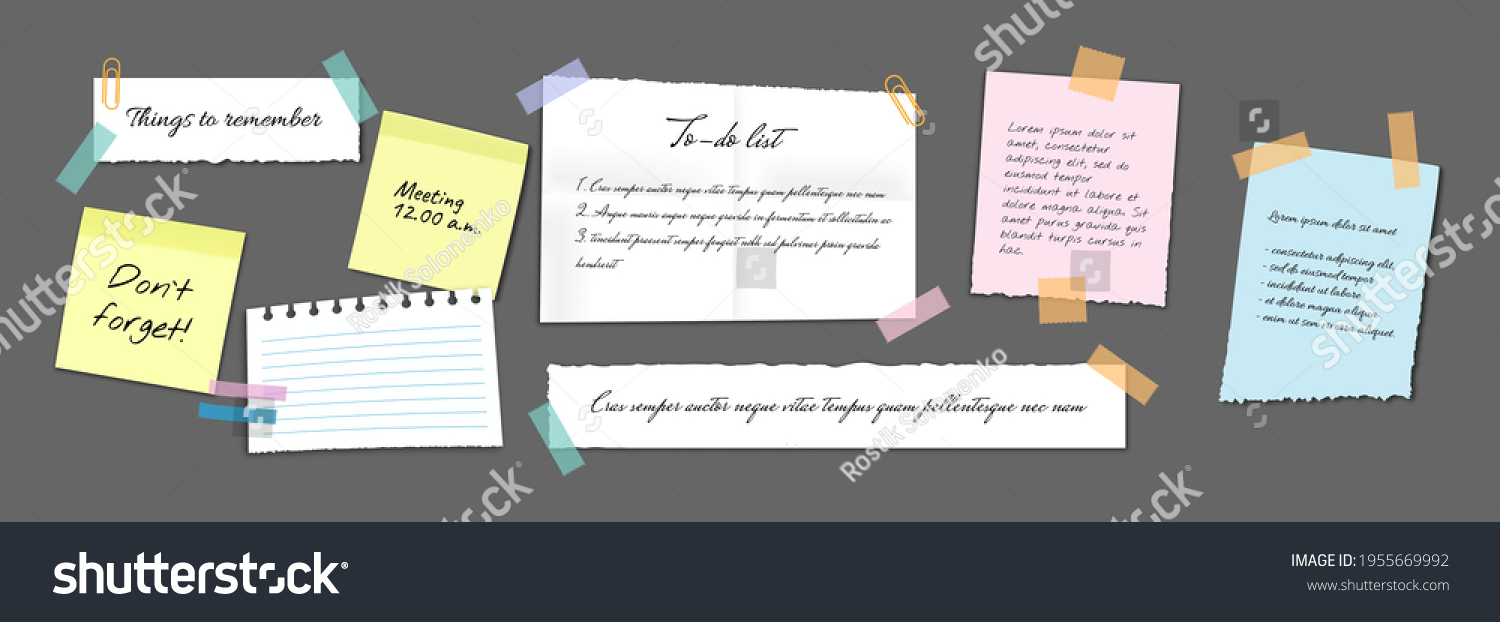 Things to remember
Don't
forget!
Meeting
12.00 a.m.
To-do list
1. Cras semper auctor neque vitae tempus quam pellentesque nec nam
2. Augue mauris augue neque gravida in fermentum et sollicitudin ac
3. tincidunt praesent semper feugiat nibh sed pulvinar proin gravida
hendrerit
Cras semper auctor neque vitae tempus quam pellentesque nec nam
Lorem ipsum dolor sit
amet, consectetur
adipiscing elit, sed do
eiusmod tempor
incididunt ut labore et
dolore magna aliqua. Sit
amet purus gravida quis
blandit turpis cursus in
hac.
Lorem ipsum dolor sit amet
- consectetur adipiscing elit,
- sed do eiusmod tempor
- incididunt ut labore
- et dolore magna aliqua
- enim ut sem viverra aliquet.
shutterstock
shutterstock
shutterstock
Rostik Solonenko
Rostik Solonenko
shutterstock
IMAGE ID: 1955669992
www.shutterstock.com